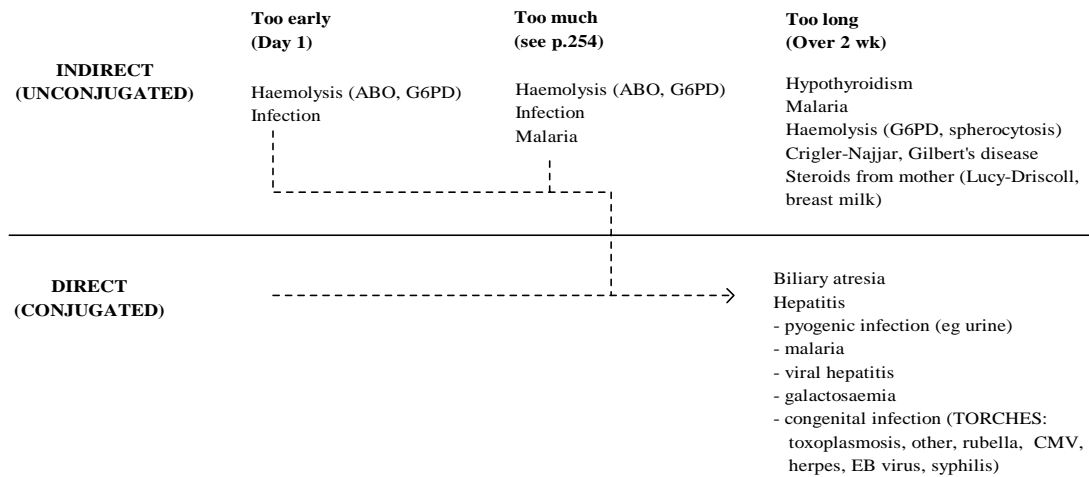 Too early
(Day 1)
Too much
(see p.254)
Too long
(Over 2 wk)
INDIRECT
(UNCONJUGATED)
Haemolysis (ABO, G6PD)
Infection
Haemolysis (ABO, G6PD)
Infection
Malaria
Hypothyroidism
Malaria
Haemolysis (G6PD, spherocytosis)
Crigler-Najjar, Gilbert's disease
Steroids from mother (Lucy-Driscoll,
breast milk)
DIRECT
(CONJUGATED)
Biliary atresia
Hepatitis
- pyogenic infection (eg urine)
- malaria
- viral hepatitis
- galactosaemia
- congenital infection (TORCHES:
toxoplasmosis, other, rubella, CMV,
herpes, EB virus, syphilis)